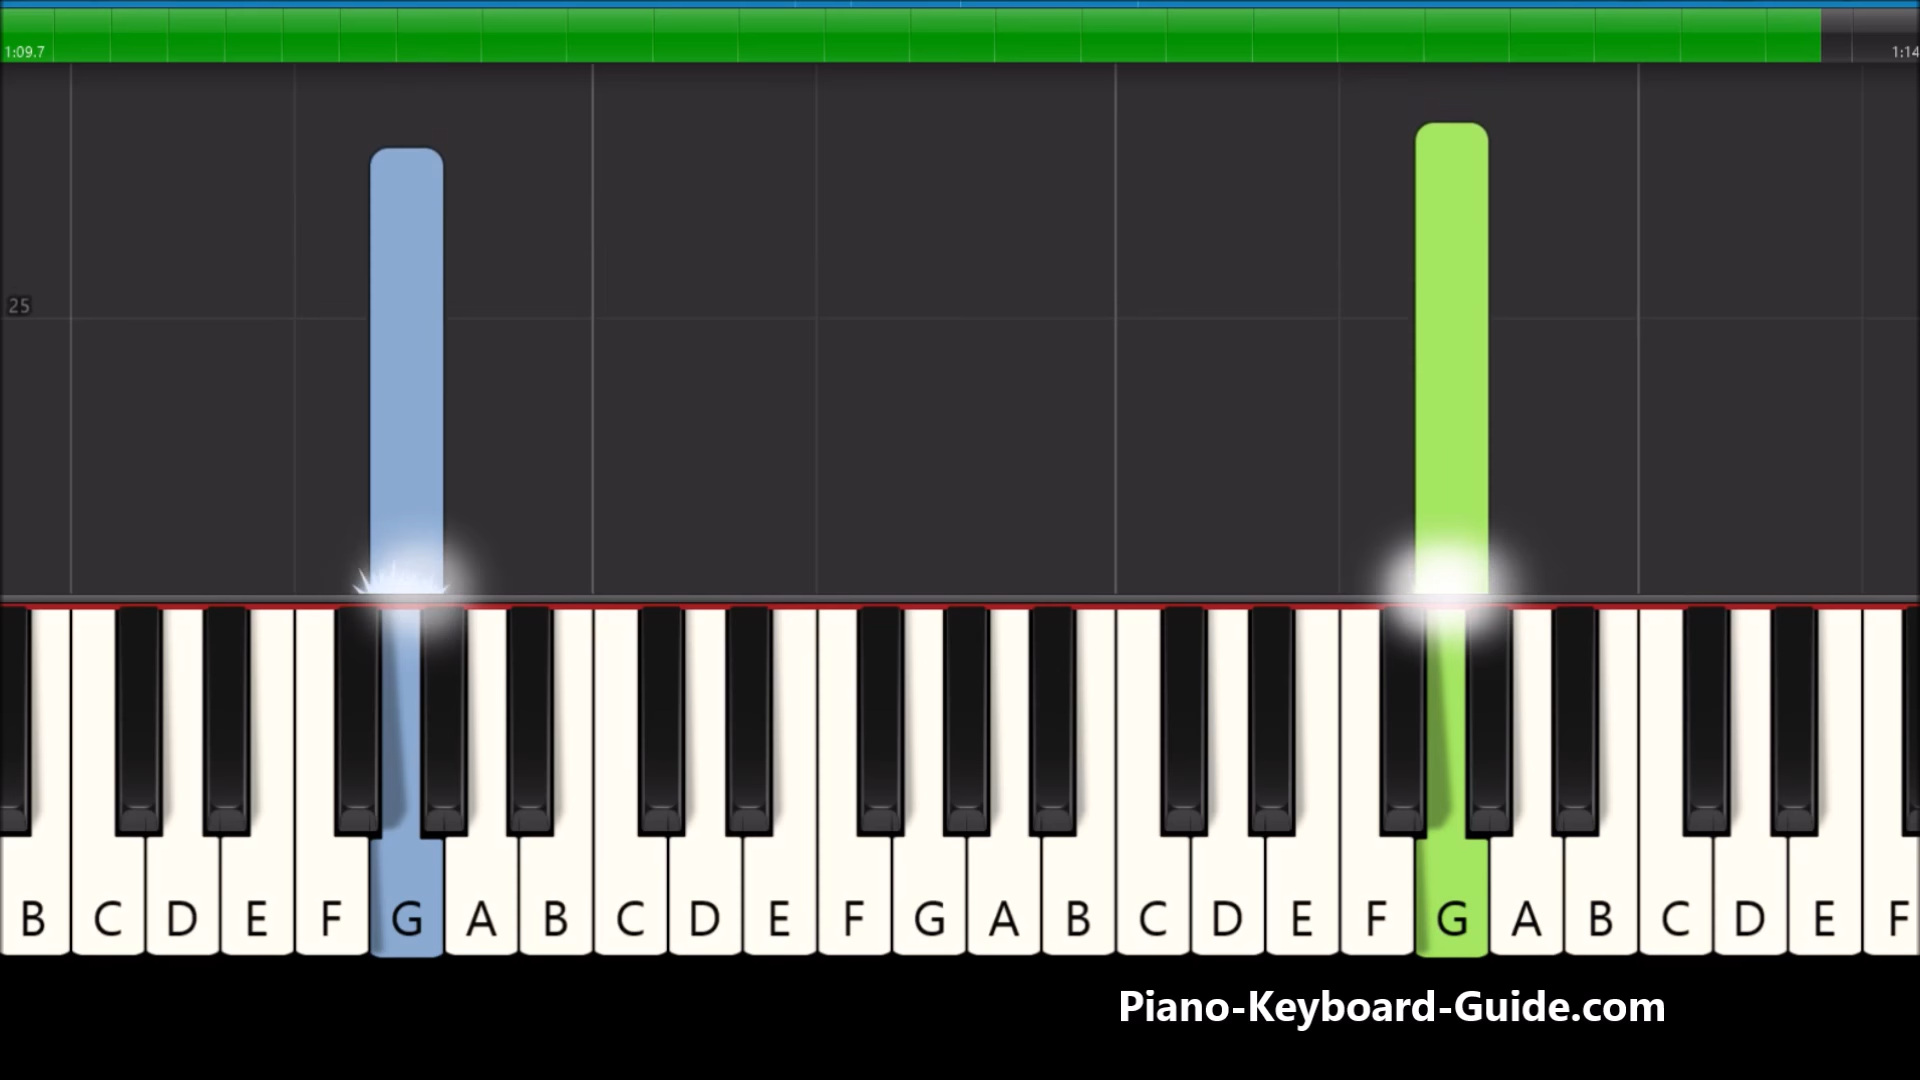 1:09.7
1:14
25
B C D E F G A B C D E F G A B C D E F G A B C D E F
Piano-Keyboard-Guide.com